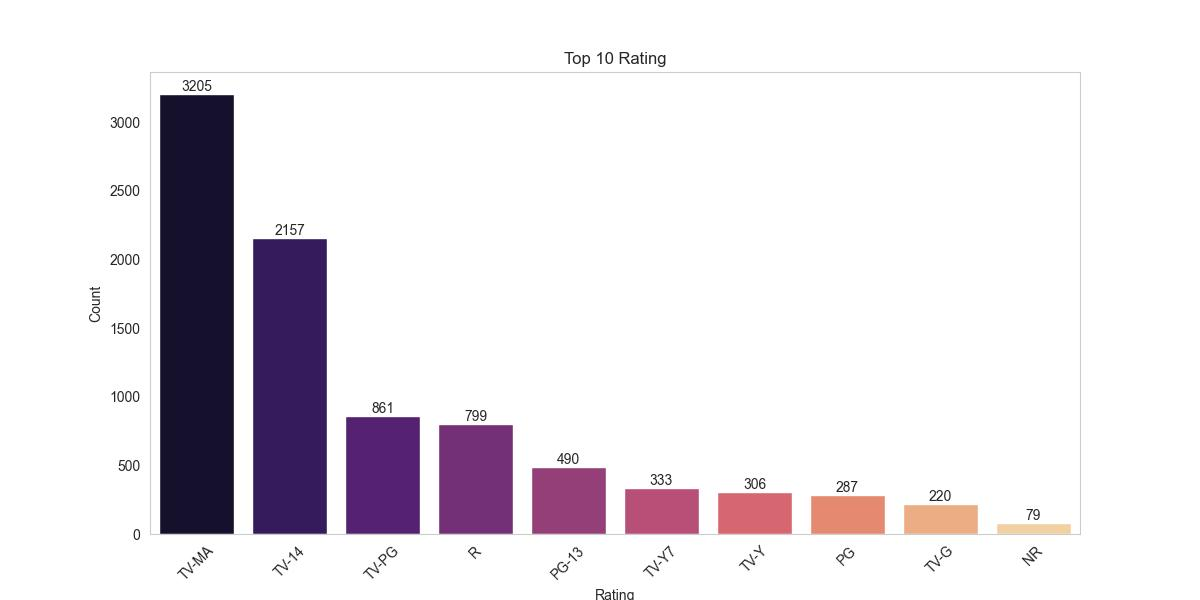 Top 10 Rating
3205
3000
2500
2157
2000
Count
1500
1000
861
799
500
490
333
306
287
220
79
0
TV-MA
TV-14
TV-PG
R
PG-13
TV-Y7
TV-Y
PG
TV-G
NR
Rating